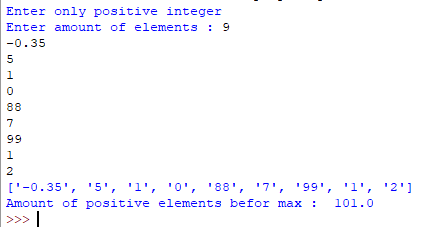 Enter only positive integer
Enter amount of elements : 9
-0.35
5
1
0
88
7
99
1
2
['-0.35', '5', '1', '0', '88', '7', '99', '1', '2']
Amount of positive elements befor max :  101.0
>>>